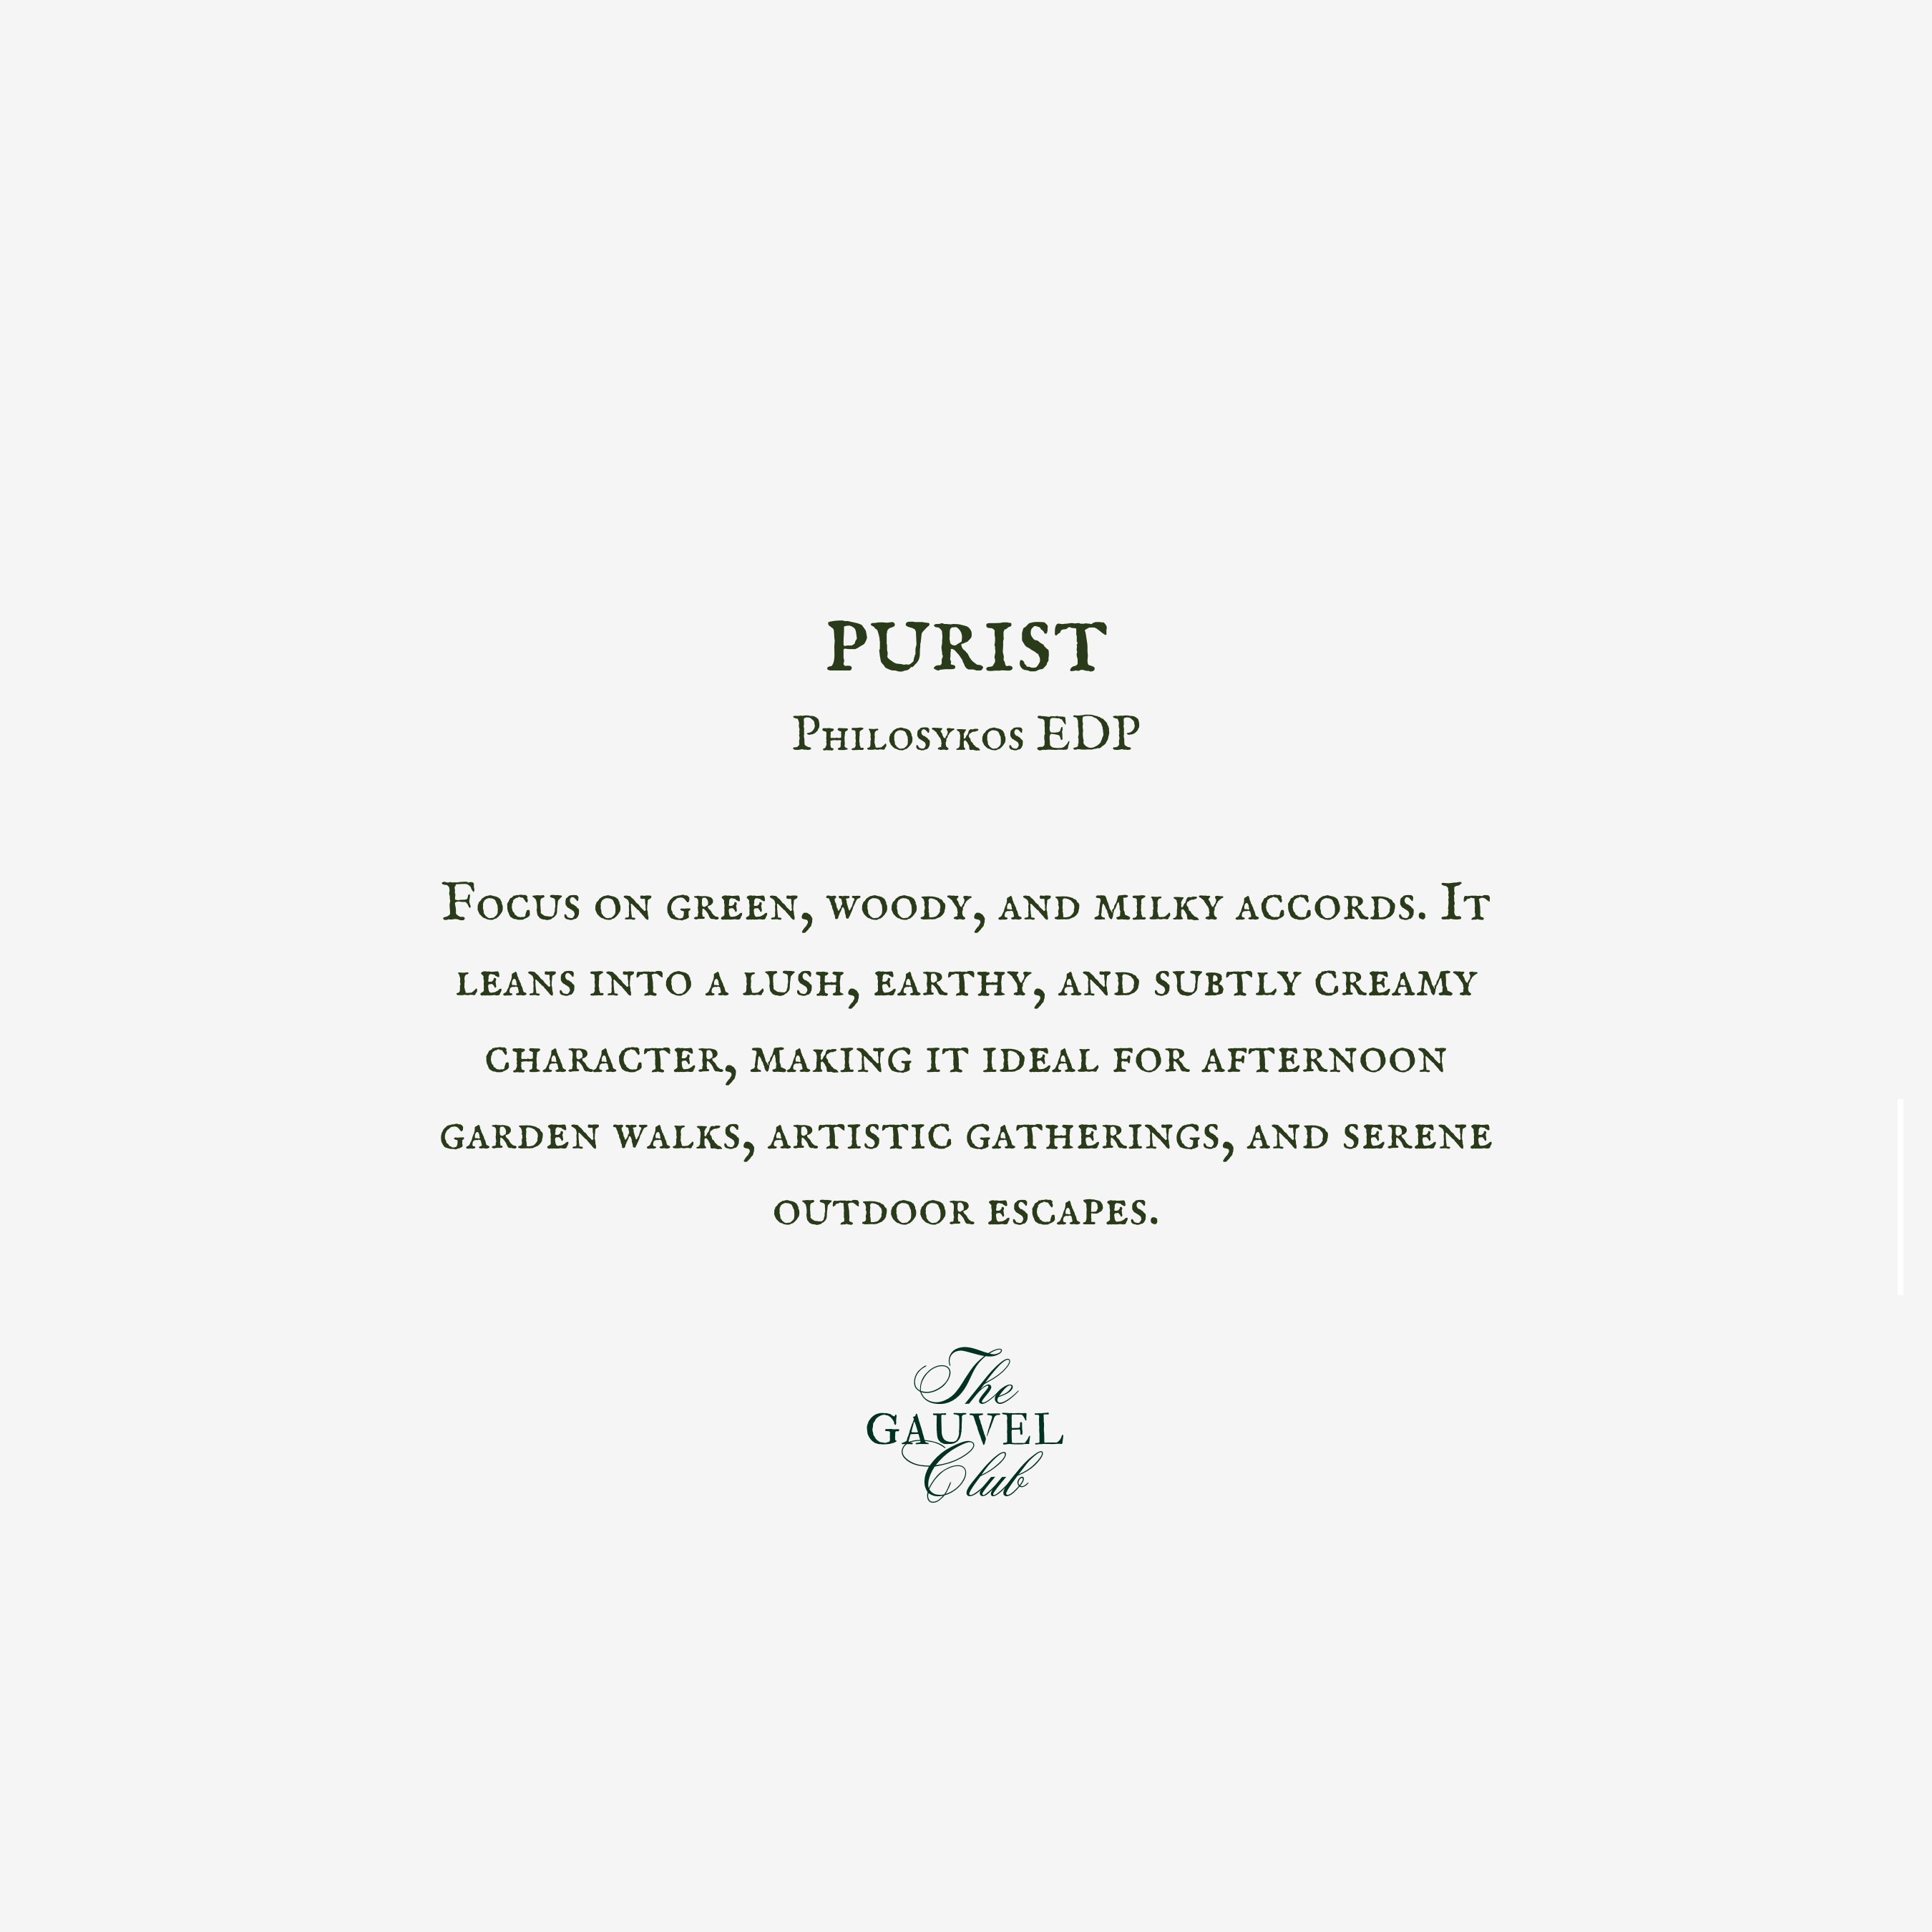 PURIST
Philosykos EDP
Focus on green, woody, and milky accords. It
leans into a lush, earthy, and subtly creamy
character, making it ideal for afternoon
garden walks, artistic gatherings, and serene
outdoor escapes.
The
GAUVEL
Club